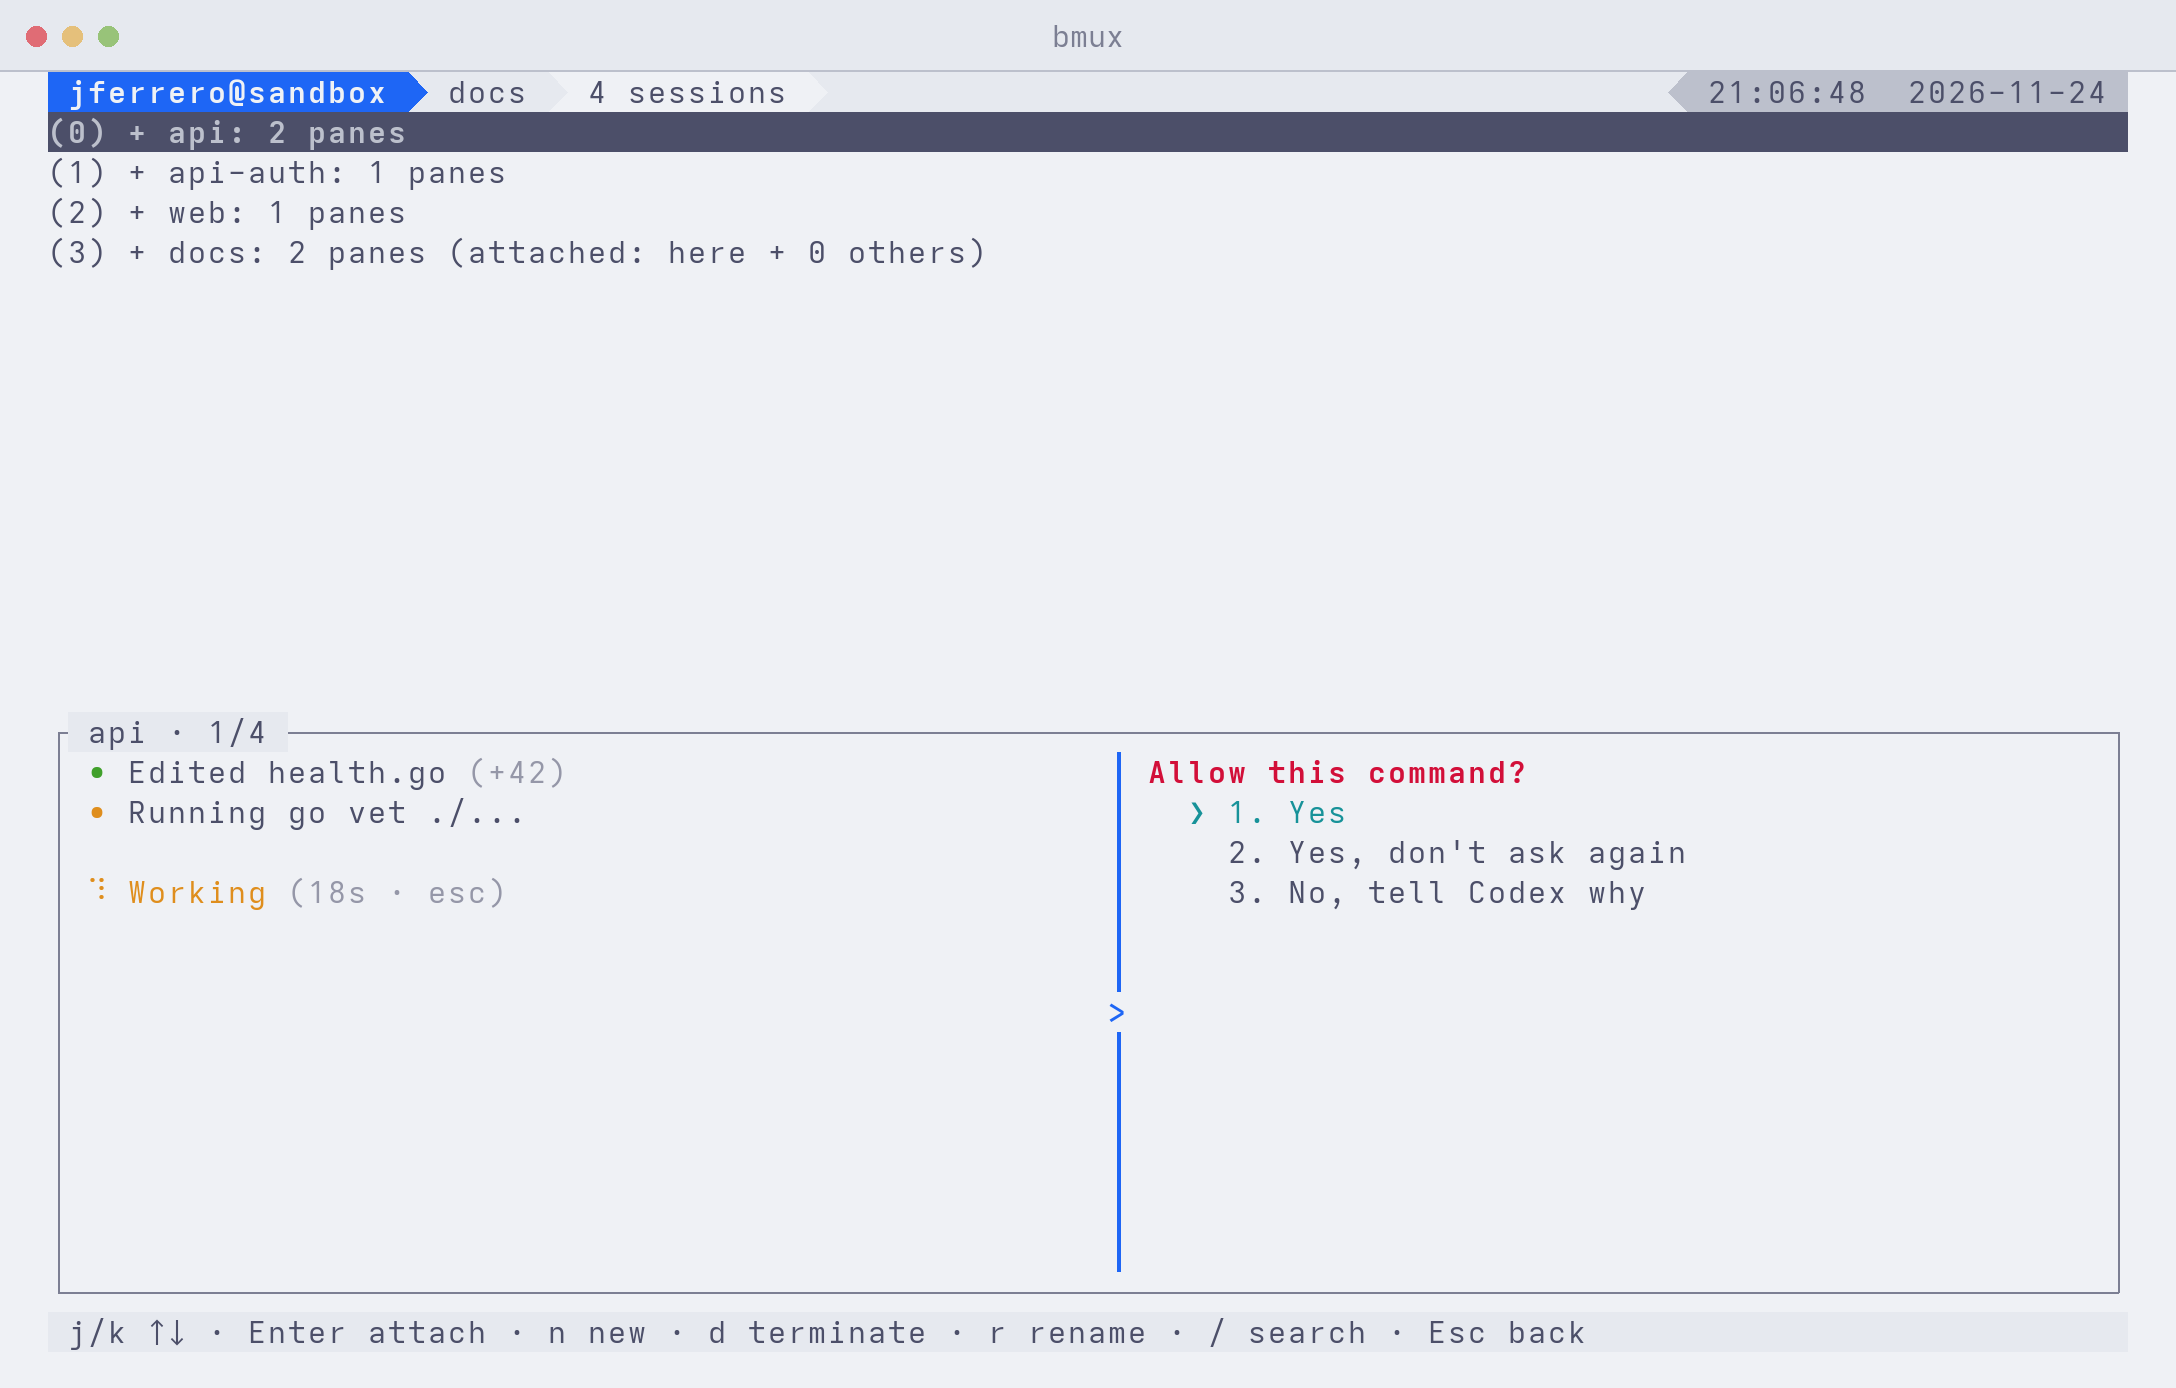 bmux
jferrero@sandbox docs 4 sessions 21:06:48 2026-11-24
(0) + api: 2 panes
(1) + api-auth: 1 panes
(2) + web: 1 panes
(3) + docs: 2 panes (attached: here + 0 others)
api · 1/4
• Edited health.go (+42)
• Running go vet ./...
⠙ Working (18s · esc)
>
Allow this command?
❯ 1. Yes
2. Yes, don't ask again
3. No, tell Codex why
j/k ↑↓ · Enter attach · n new · d terminate · r rename · / search · Esc back